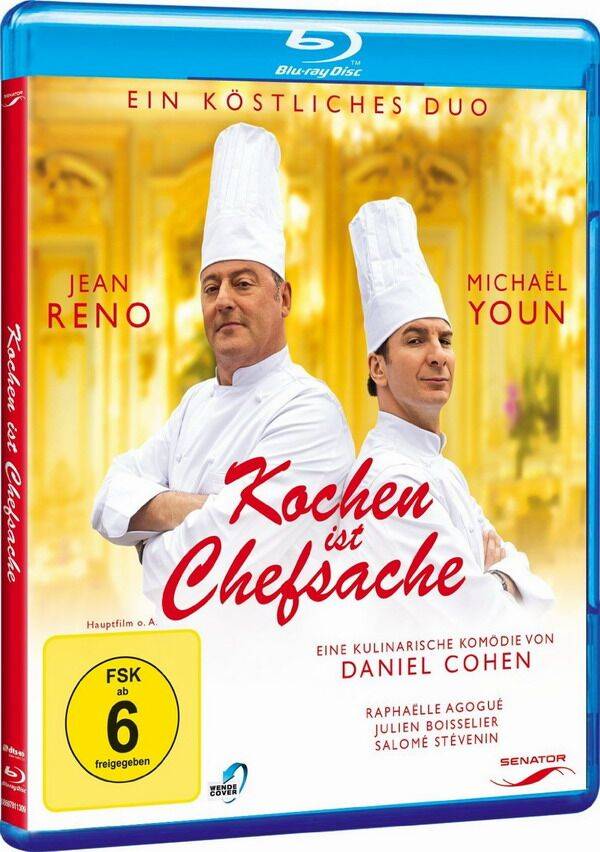 Blu-ray Disc™
EIN KÖSTLICHES DUO
JEAN
RENO
MICHAËL
YOUN
Kochen
ist
Chefsache
Hauptfilm o. A.
FSK
ab
6
freigegeben
EINE KULINARISCHE KOMÖDIE VON
DANIEL COHEN
RAPHAËLLE AGOGUÉ
JULIEN BOISSELIER
SALOMÉ STÉVENIN
WENDE
COVER
SENATOR
SENATOR
Kochen ist Chefsache